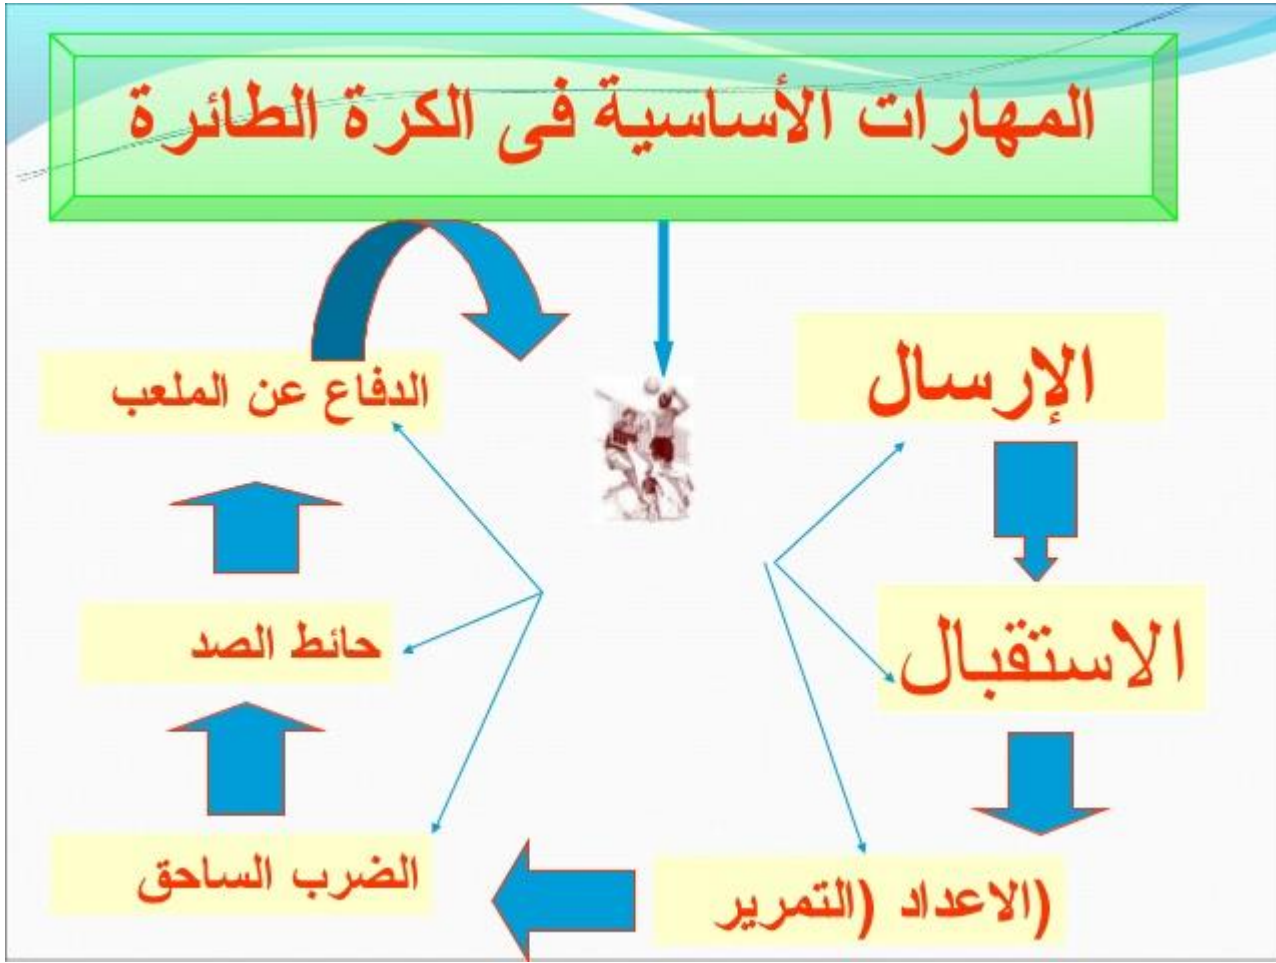 المهارات الأساسية فى الكرة الطائرة
الإرسال
الاستقبال
(الاعداد (التمرير
الضرب الساحق
حائط الصد
الدفاع عن الملعب